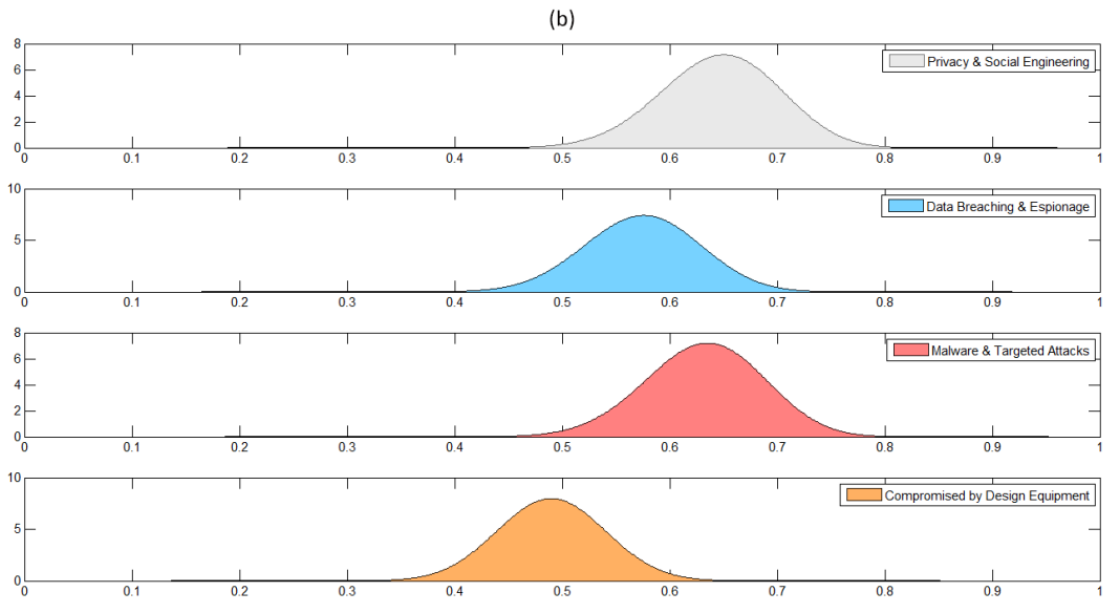 (b)
8
6
4
2
0
Privacy & Social Engineering
0 0.1 0.2 0.3 0.4 0.5 0.6 0.7 0.8 0.9 1
10
5
0
Data Breaching & Espionage
0 0.1 0.2 0.3 0.4 0.5 0.6 0.7 0.8 0.9 1
8
6
4
2
0
Malware & Targeted Attacks
0 0.1 0.2 0.3 0.4 0.5 0.6 0.7 0.8 0.9 1
10
5
0
Compromised by Design Equipment
0 0.1 0.2 0.3 0.4 0.5 0.6 0.7 0.8 0.9 1